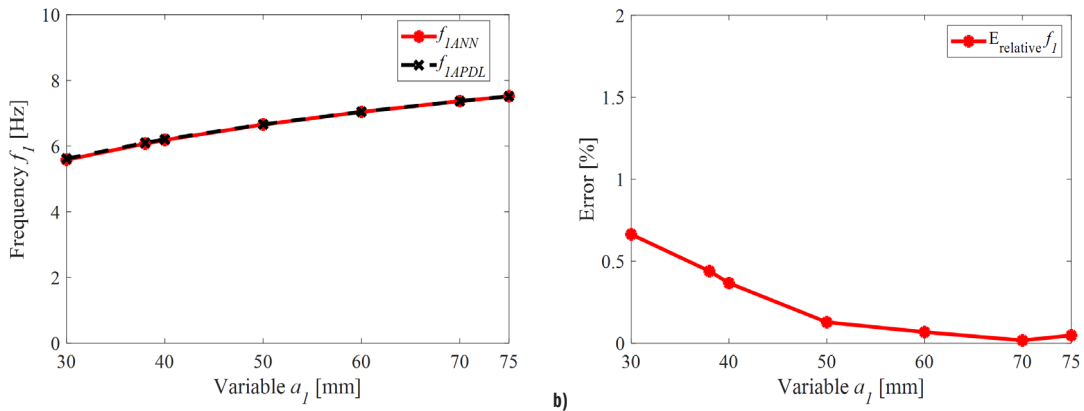 10
8
6
4
2
0
30
40
50
60
70
75
Frequency f1 [Hz]
Variable a1 [mm]
f1ANN
f1APDL
2
1.5
1
0.5
0
30
40
50
60
70
75
Error [%]
Variable a1 [mm]
Erelative f1
b)